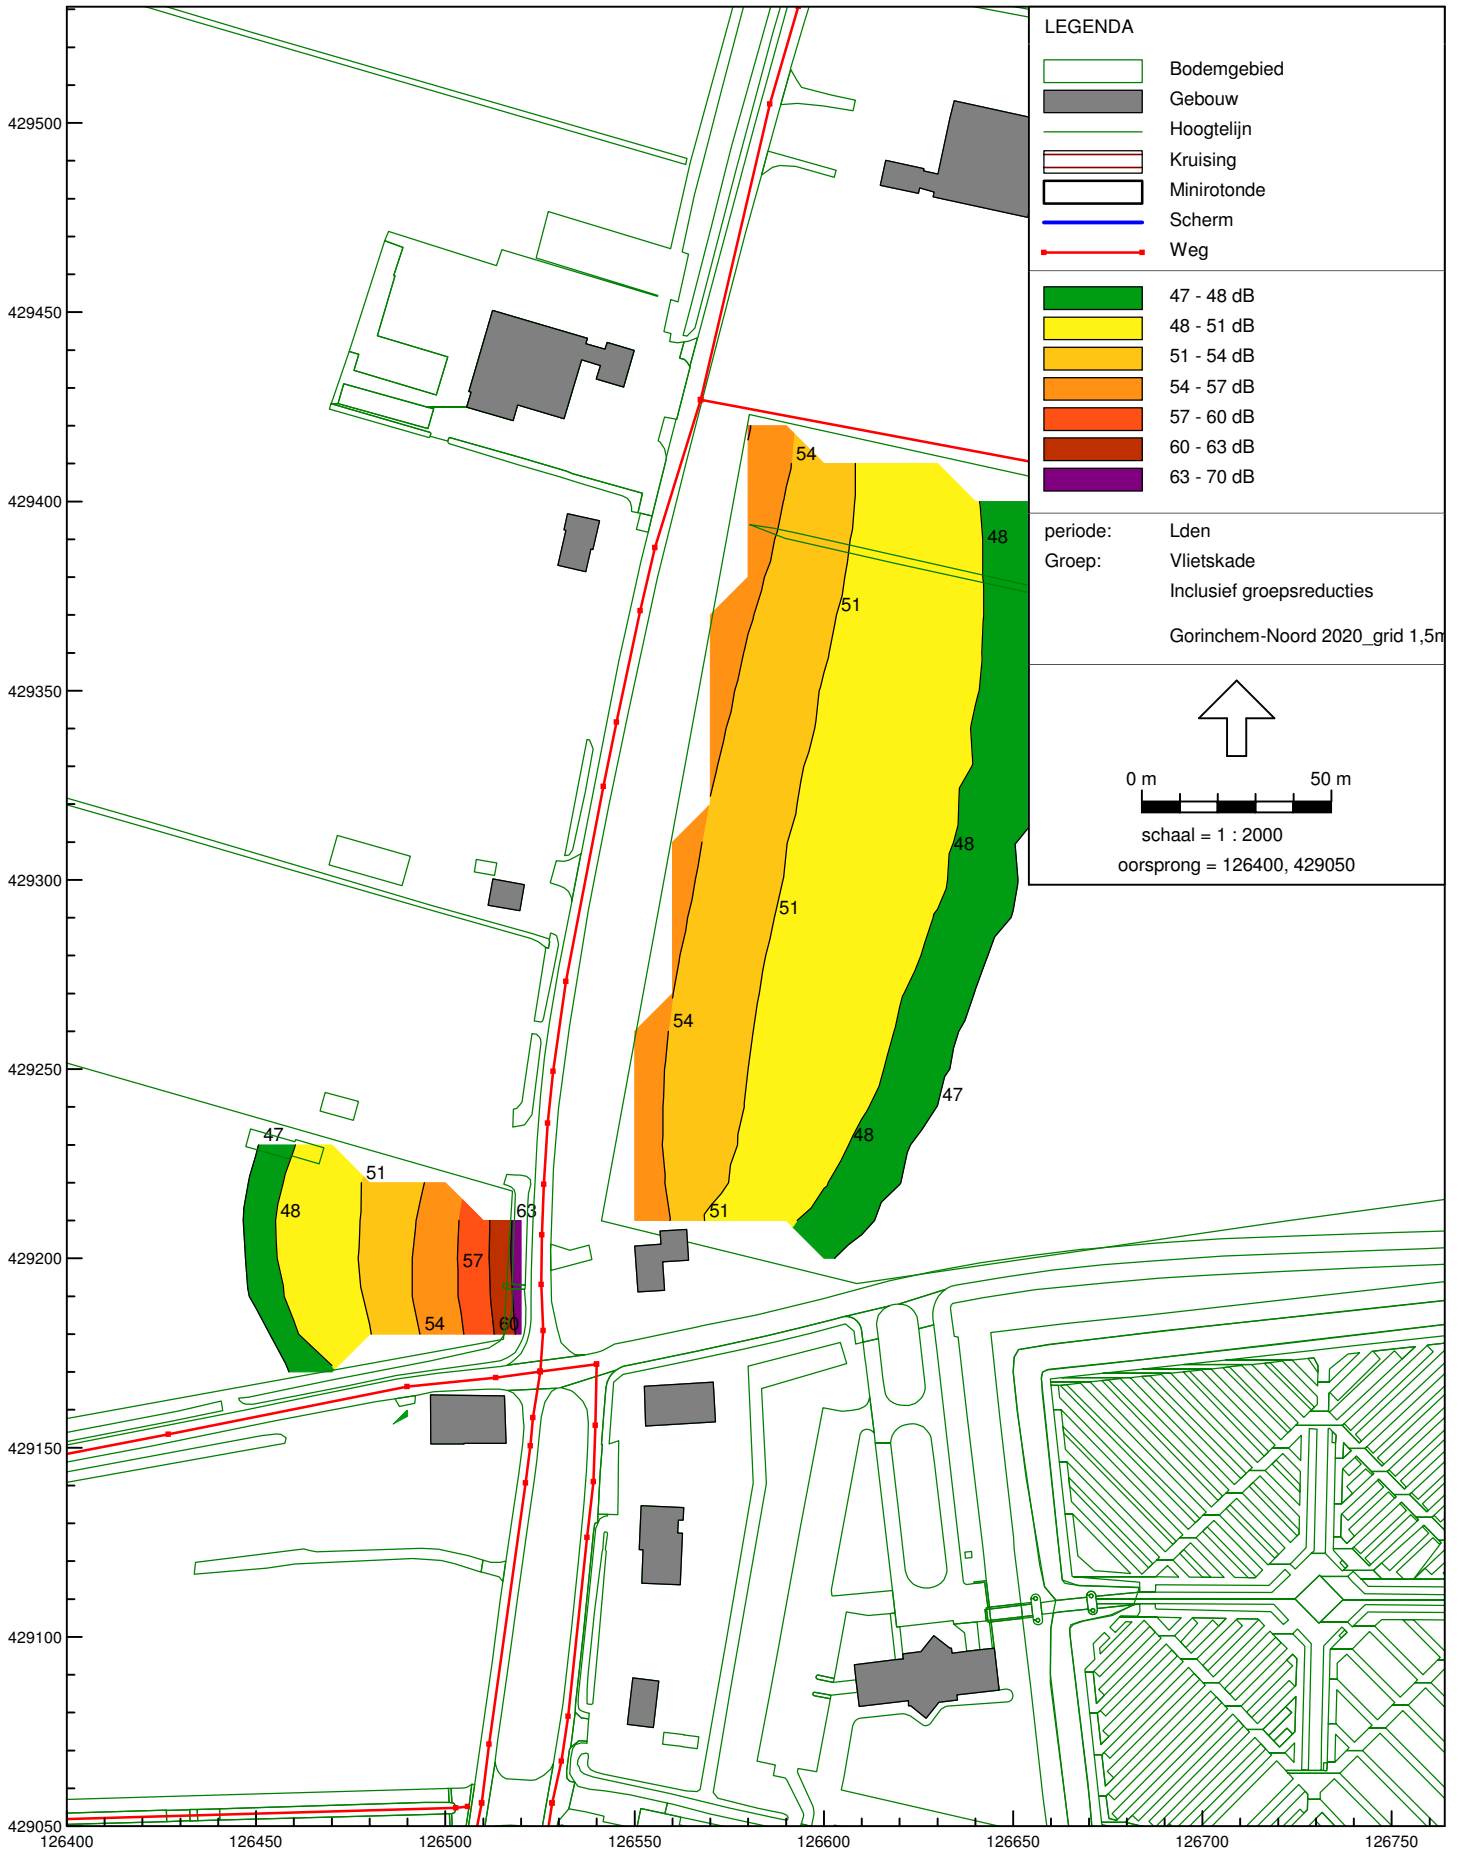 LEGENDA
Bodemgebied
Gebouw
Hoogtelijn
Kruising
Minirotonde
Scherm
Weg
47 - 48 dB
48 - 51 dB
51 - 54 dB
54 - 57 dB
57 - 60 dB
60 - 63 dB
63 - 70 dB
periode: Lden
Groep: Vlietskade
Inclusief groepsreducties
Gorinchem-Noord 2020_grid 1,5m
0 m 50 m
schaal = 1 : 2000
oorsprong = 126400, 429050
429500
429450
429400
429350
429300
429250
429200
429150
429100
429050
54
48
51
48
51
54
47
48
51
47
51
48
63
57
54
60
126400 126450 126500 126550 126600 126650 126700 126750